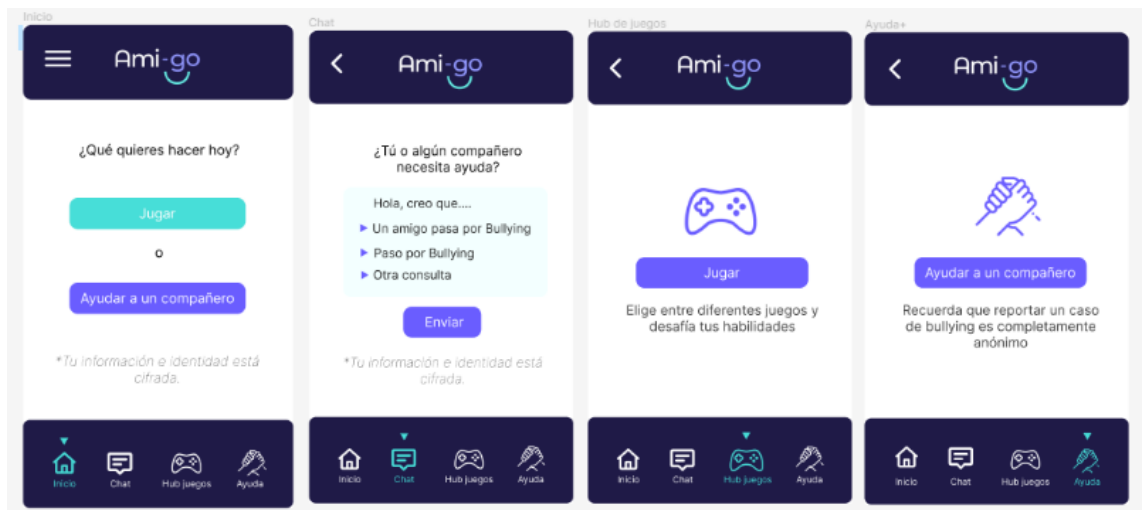 Inicio
Ami-go
¿Qué quieres hacer hoy?
Jugar
o
Ayudar a un compañero
*Tu información e identidad está
cifrada.
Inicio
Chat
Hub juegos
Ayuda
Chat
Ami-go
¿Tú o algún compañero
necesita ayuda?
Hola, creo que....
Un amigo pasa por Bullying
Paso por Bullying
Otra consulta
Enviar
*Tu información e identidad está
cifrada.
Inicio
Chat
Hub juegos
Ayuda
Hub de juegos
Ami-go
Jugar
Elige entre diferentes juegos y
desafía tus habilidades
Inicio
Chat
Hub juegos
Ayuda
Ayuda+
Ami-go
Ayudar a un compañero
Recuerda que reportar un caso
de bullying es completamente
anónimo
Inicio
Chat
Hub juegos
Ayuda